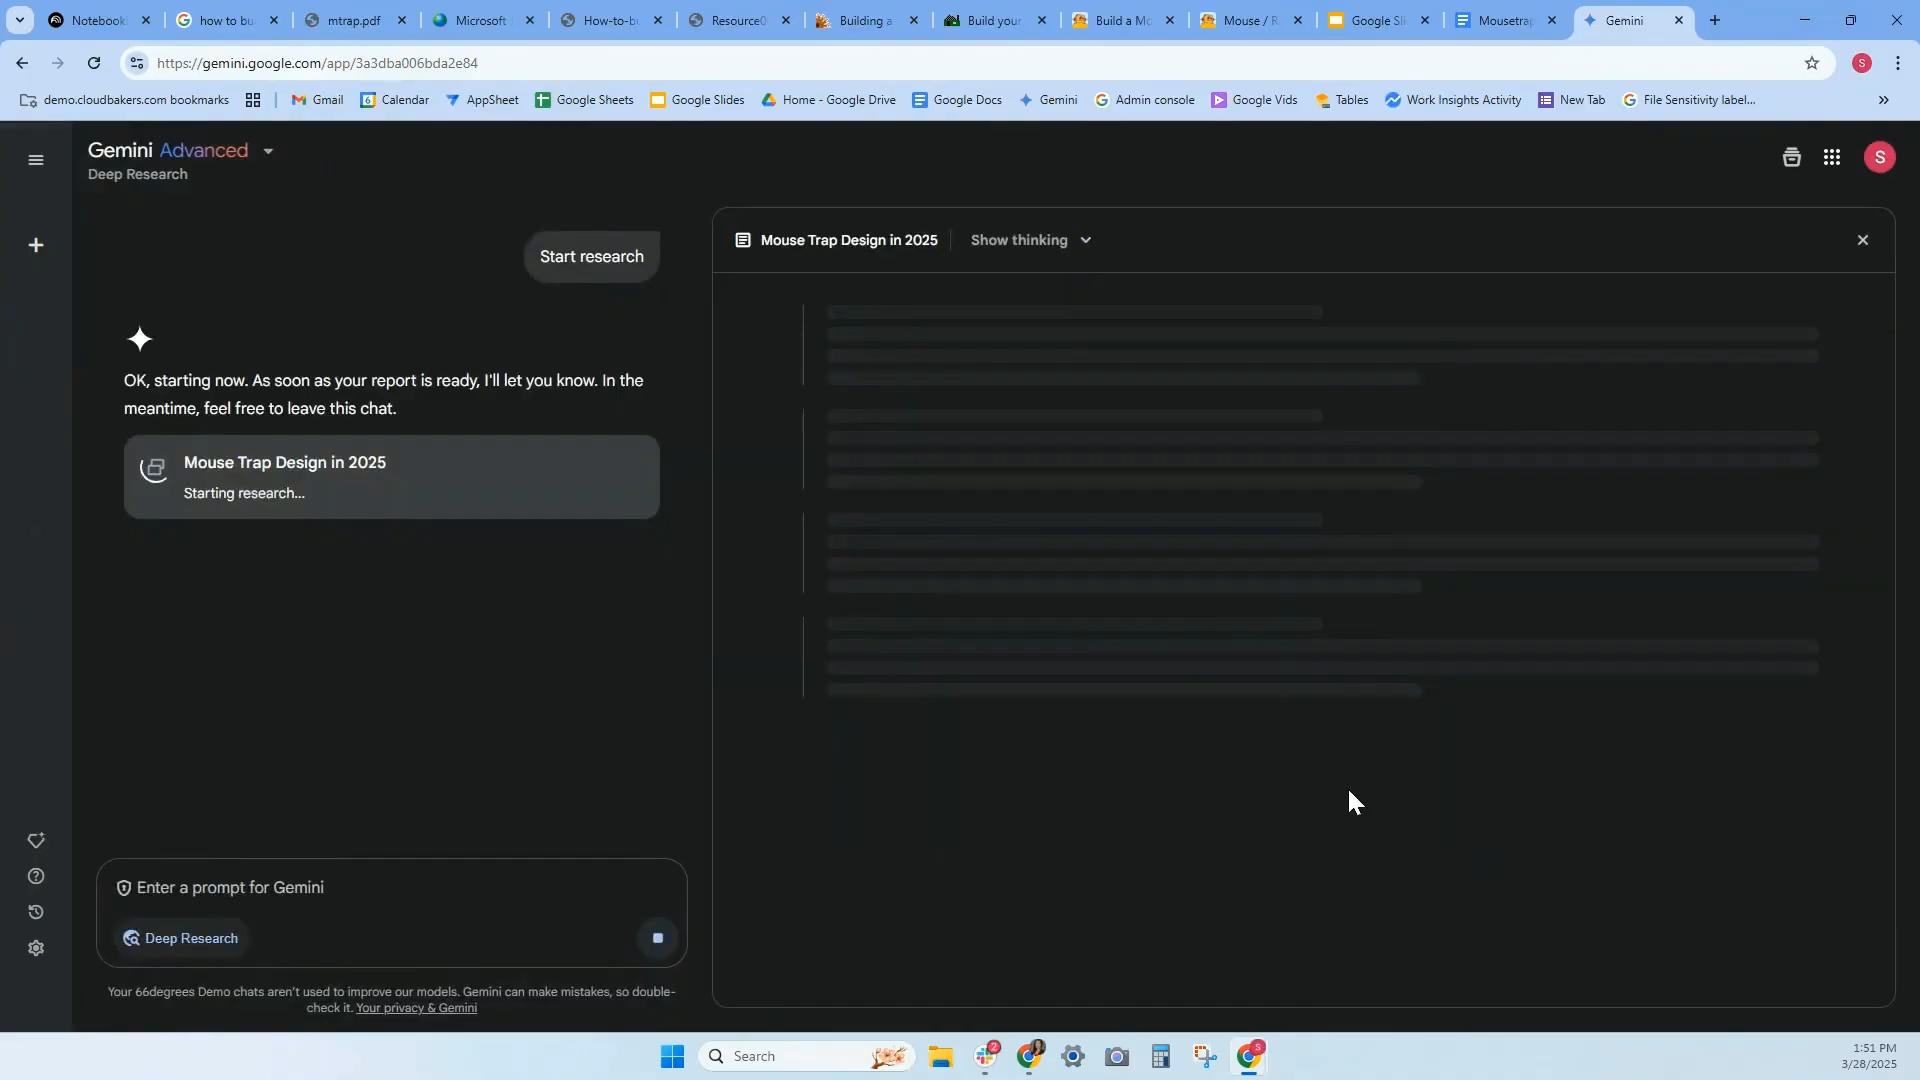 Notebook
how to bu
mtrap.pdf
Microsoft
How-to-bu
Resource0
Building a
Build your
Build a Mo
Mouse / R
Google Sli
Mousetrap
Gemini
https://gemini.google.com/app/3a3dba006bda2e84
S
demo.cloudbakers.com bookmarks
Gmail
Calendar
AppSheet
Google Sheets
Google Slides
Home - Google Drive
Google Docs
Gemini
Admin console
Google Vids
Tables
Work Insights Activity
New Tab
File Sensitivity label...
Gemini Advanced
Deep Research
S
Start research
OK, starting now. As soon as your report is ready, I'll let you know. In the
meantime, feel free to leave this chat.
Mouse Trap Design in 2025
Starting research...
Mouse Trap Design in 2025
Show thinking
Enter a prompt for Gemini
Deep Research
Your 66degrees Demo chats aren't used to improve our models. Gemini can make mistakes, so double-
check it. Your privacy & Gemini
Search
2
S
1:51 PM
3/28/2025